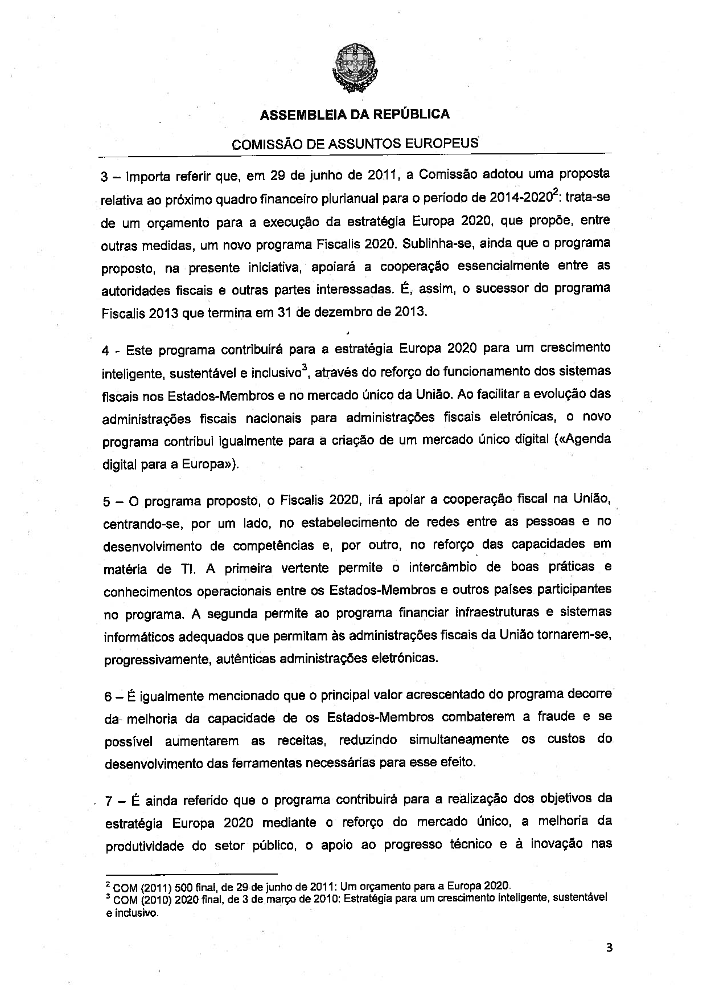 ASSEMBLEIA DA REPÚBLICA
COMISSÃO DE ASSUNTOS EUROPEUS
3 – Importa referir que, em 29 de junho de 2011, a Comissão adotou uma proposta
relativa ao próximo quadro financeiro plurianual para o período de 2014-2020²: trata-se
de um orçamento para a execução da estratégia Europa 2020, que propõe, entre
outras medidas, um novo programa Fiscalis 2020. Sublinha-se, ainda que o programa
proposto, na presente iniciativa, apoiará a cooperação essencialmente entre as
autoridades fiscais e outras partes interessadas. É, assim, o sucessor do programa
Fiscalis 2013 que termina em 31 de dezembro de 2013.
4 - Este programa contribuirá para a estratégia Europa 2020 para um crescimento
inteligente, sustentável e inclusivo³, através do reforço do funcionamento dos sistemas
fiscais nos Estados-Membros e no mercado único da União. Ao facilitar a evolução das
administrações fiscais nacionais para administrações fiscais eletrónicas, o novo
programa contribui igualmente para a criação de um mercado único digital («Agenda
digital para a Europa»).
5 – O programa proposto, o Fiscalis 2020, irá apoiar a cooperação fiscal na União,
centrando-se, por um lado, no estabelecimento de redes entre as pessoas e no
desenvolvimento de competências e, por outro, no reforço das capacidades em
matéria de TI. A primeira vertente permite o intercâmbio de boas práticas e
conhecimentos operacionais entre os Estados-Membros e outros países participantes
no programa. A segunda permite ao programa financiar infraestruturas e sistemas
informáticos adequados que permitam às administrações fiscais da União tornarem-se,
progressivamente, autênticas administrações eletrónicas.
6 – É igualmente mencionado que o principal valor acrescentado do programa decorre
da melhoria da capacidade de os Estados-Membros combaterem a fraude e se
possível aumentarem as receitas, reduzindo simultaneamente os custos do
desenvolvimento das ferramentas necessárias para esse efeito.
7 – É ainda referido que o programa contribuirá para a realização dos objetivos da
estratégia Europa 2020 mediante o reforço do mercado único, a melhoria da
produtividade do setor público, o apoio ao progresso técnico e à inovação nas
² COM (2011) 500 final, de 29 de junho de 2011: Um orçamento para a Europa 2020.
³ COM (2010) 2020 final, de 3 de março de 2010: Estratégia para um crescimento inteligente, sustentável
e inclusivo.
3